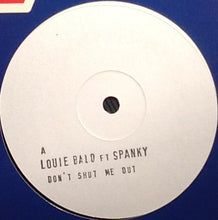 A
LOUIE BALO FT SPANKY
DON'T SHUT ME OUT